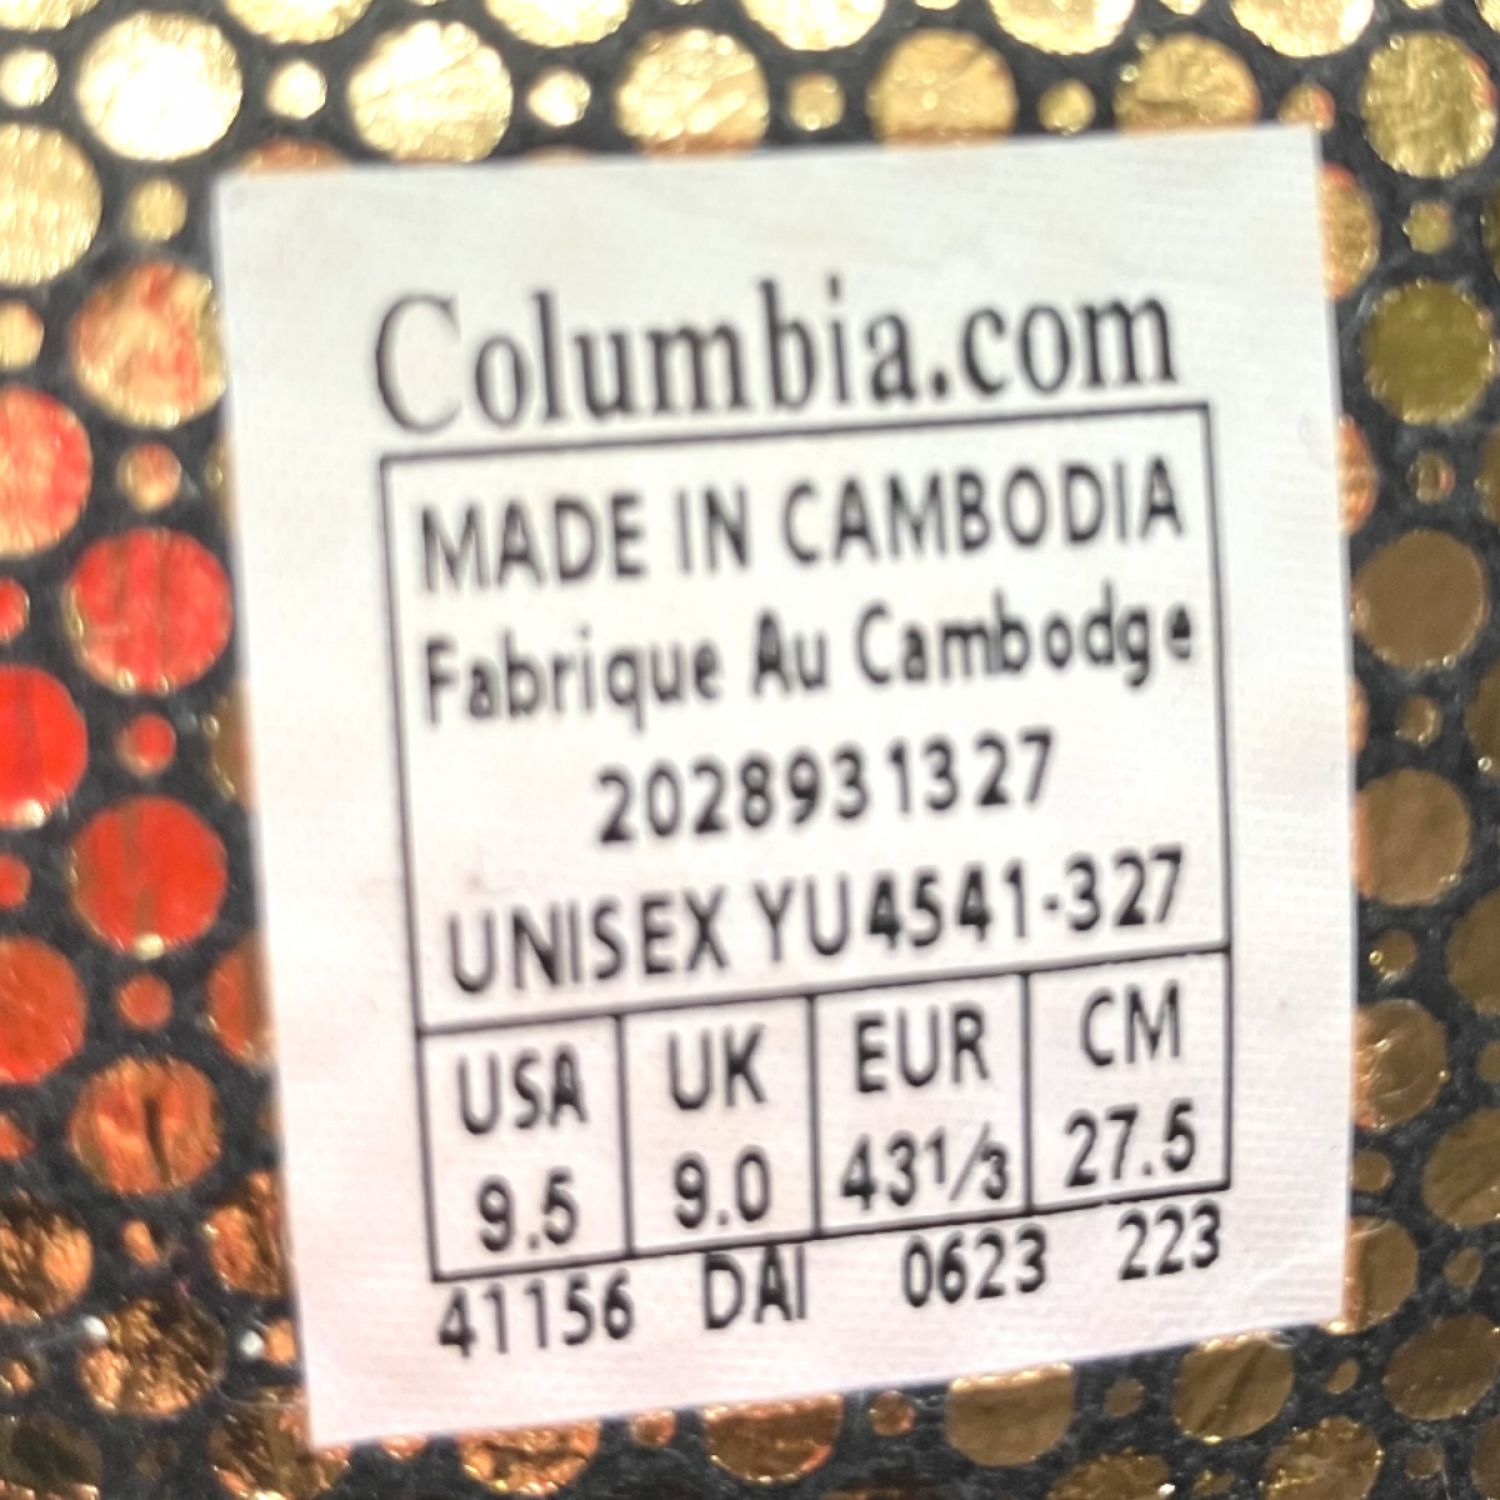 Columbia.com
MADE IN CAMBODIA
Fabrique Au Cambodge
2028931327
UNISEX YU4541-327
USA UK EUR CM
9.5 9.0 431/3 27.5
41156 DAI 0623 223